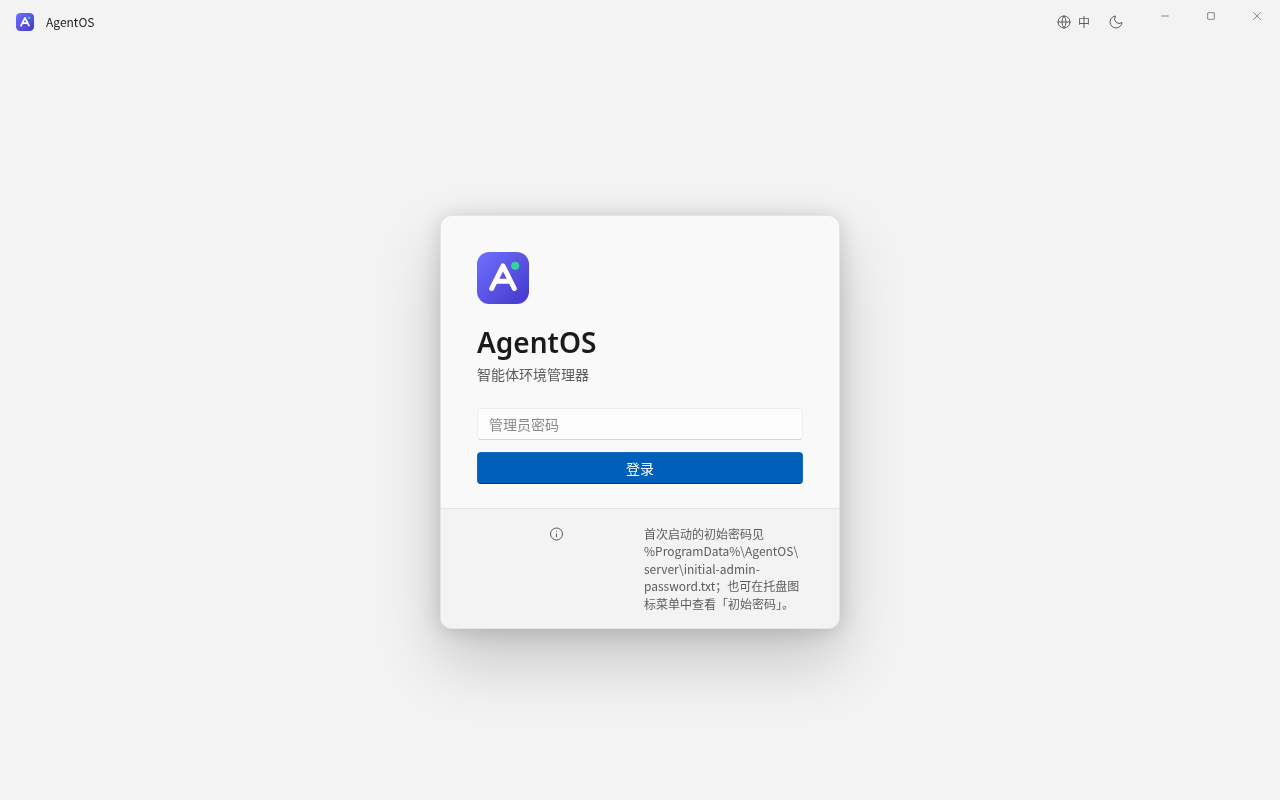 AgentOS
中
AgentOS
智能体环境管理器
管理员密码
登录
首次启动的初始密码见
%ProgramData%\AgentOS\
server\initial-admin-
password.txt；也可在托盘图
标菜单中查看「初始密码」。